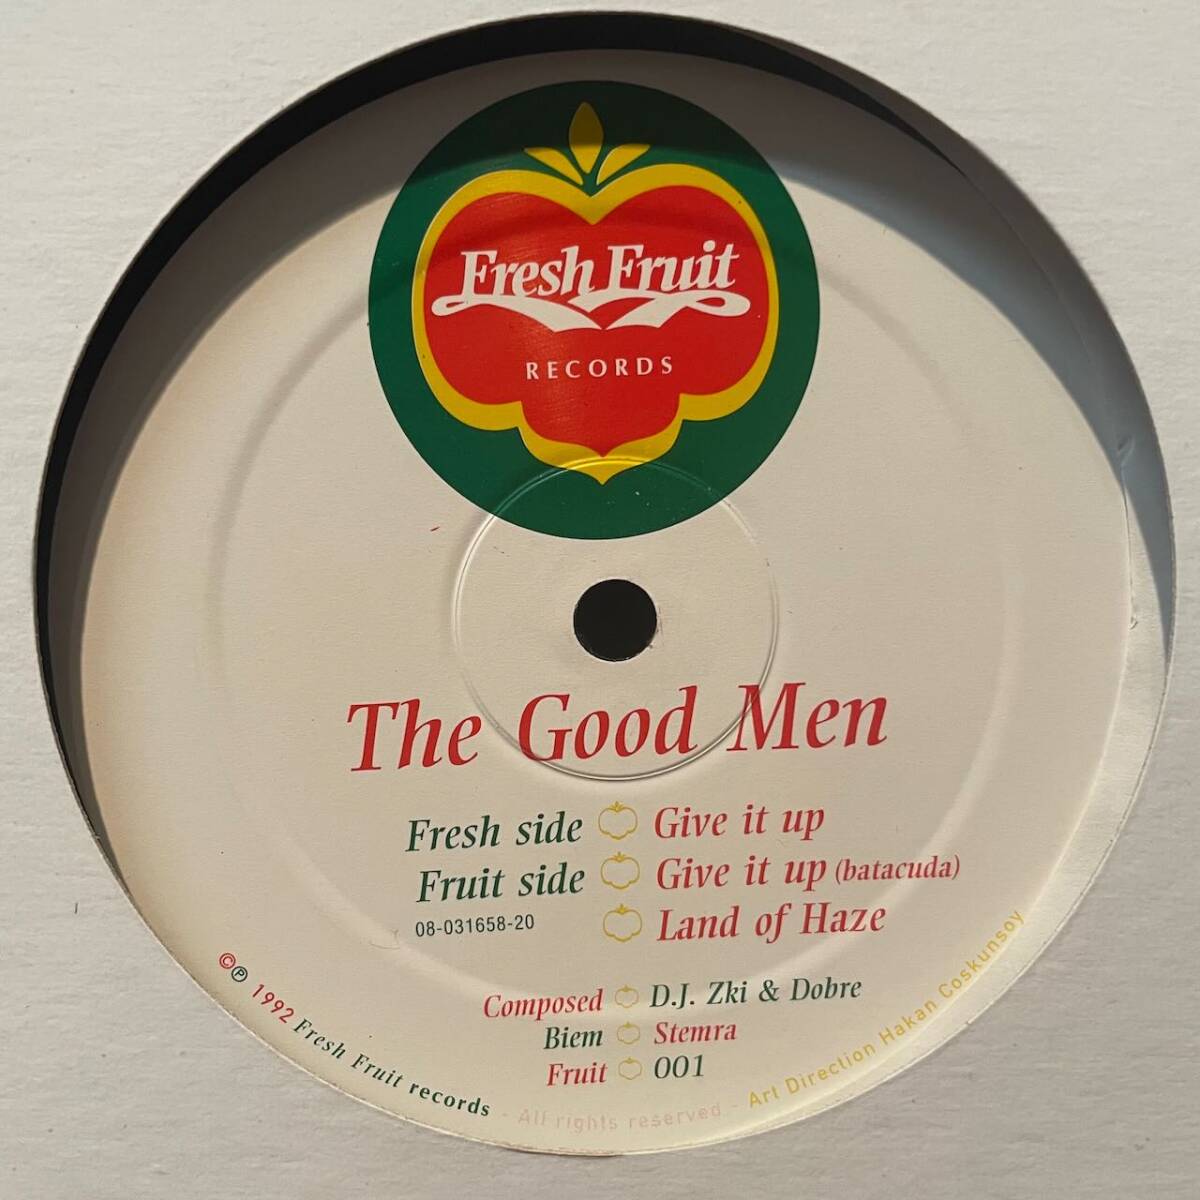 Fresh Fruit
RECORDS
The Good Men
Fresh side Give it up
Fruit side Give it up (batacuda)
08-031658-20 Land of Haze
Composed D.J. Zki & Dobre
Biem Stemra
Fruit 001
©℗ 1992 Fresh Fruit records - All rights reserved - Art Direction Hakan Coskunsoy